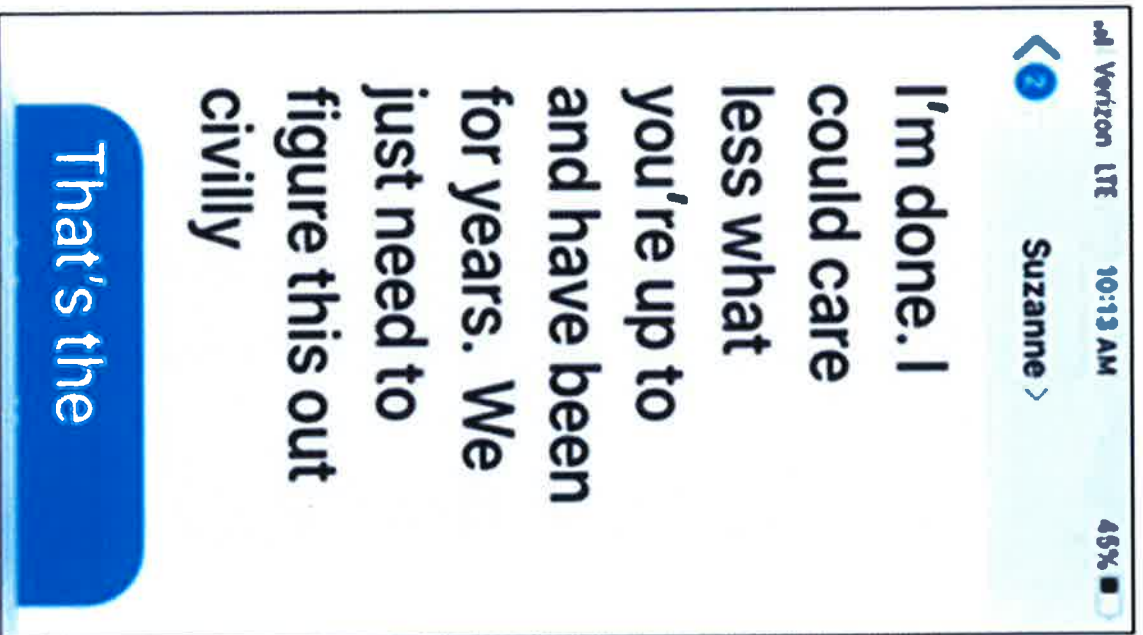 Verizon LTE 10:13 AM 46%
2 Suzanne >
I'm done. I
could care
less what
you're up to
and have been
for years. We
just need to
figure this out
civilly
That's the